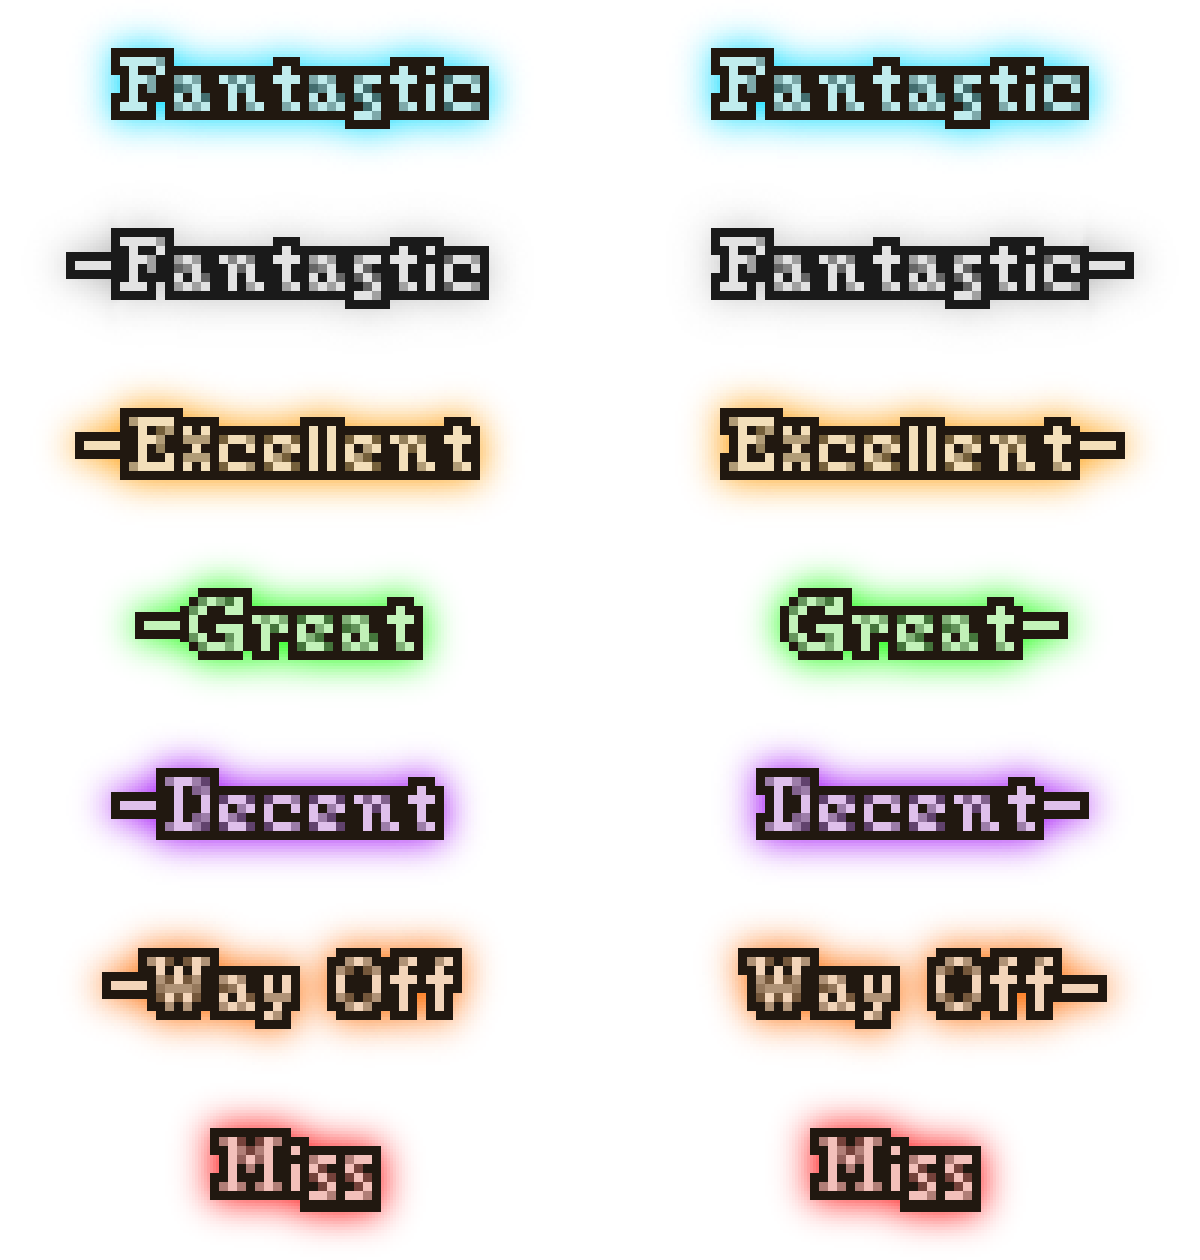 Fantastic Fantastic
-Fantastic Fantastic-
-Excellent Excellent-
-Great Great-
-Decent Decent-
-Way Off Way Off-
Miss Miss